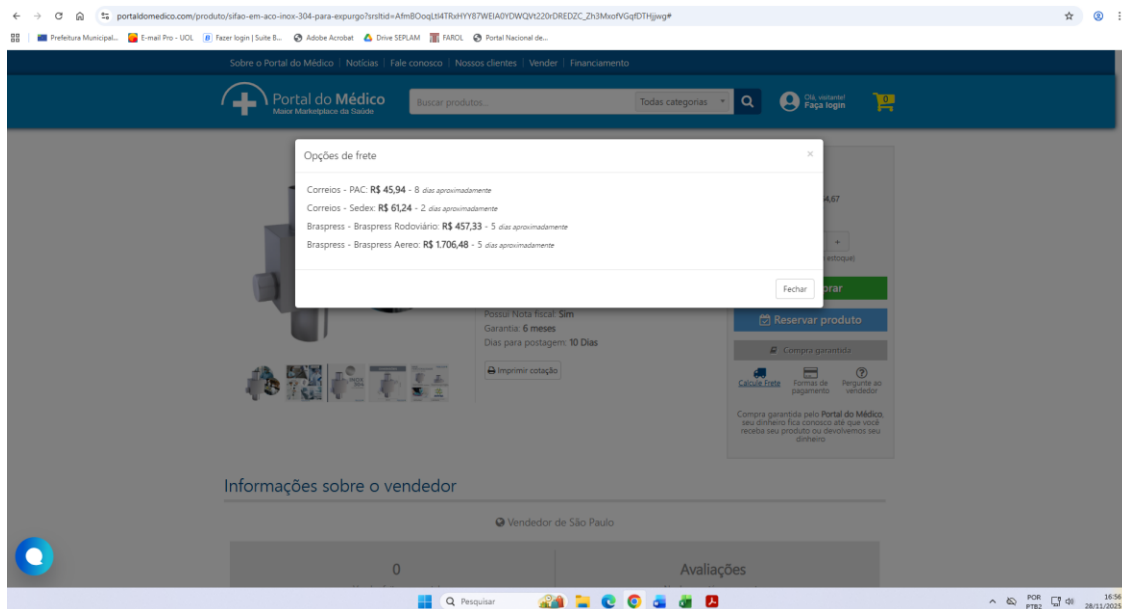 portaldomedico.com/produto/sifao-em-aco-inox-304-para-expurgo?srsltid=AfmBOoqLtI4TRxHYY87WEIA0YDWQVt220rDREDZC_Zh3MxofVGqfDTHjjwg#
Prefeitura Municipal... E-mail Pro - UOL Fazer login | Suite B... Adobe Acrobat Drive SEPLAM FAROL Portal Nacional de...
Sobre o Portal do Médico | Notícias | Fale conosco | Nossos clientes | Vender | Financiamento
Portal do Médico
Maior Marketplace da Saúde
Buscar produtos...
Todas categorias
Olá, visitante!
Faça login
0
Opções de frete
×
Correios - PAC: R$ 45,94 - 8 dias aproximadamente
Correios - Sedex: R$ 61,24 - 2 dias aproximadamente
Braspress - Braspress Rodoviário: R$ 457,33 - 5 dias aproximadamente
Braspress - Braspress Aereo: R$ 1.706,48 - 5 dias aproximadamente
Fechar
4,67
+
estoque)
rar
Possui Nota fiscal: Sim
Garantia: 6 meses
Dias para postagem: 10 Dias
Imprimir cotação
Reservar produto
Compra garantida
Calcule Frete
Formas de pagamento
Pergunte ao vendedor
Compra garantida pelo Portal do Médico,
seu dinheiro fica conosco até que você
receba seu produto ou devolvemos seu
dinheiro
Informações sobre o vendedor
Vendedor de São Paulo
0
Avaliações
Pesquisar
POR
PTB2
16:56
28/11/2025